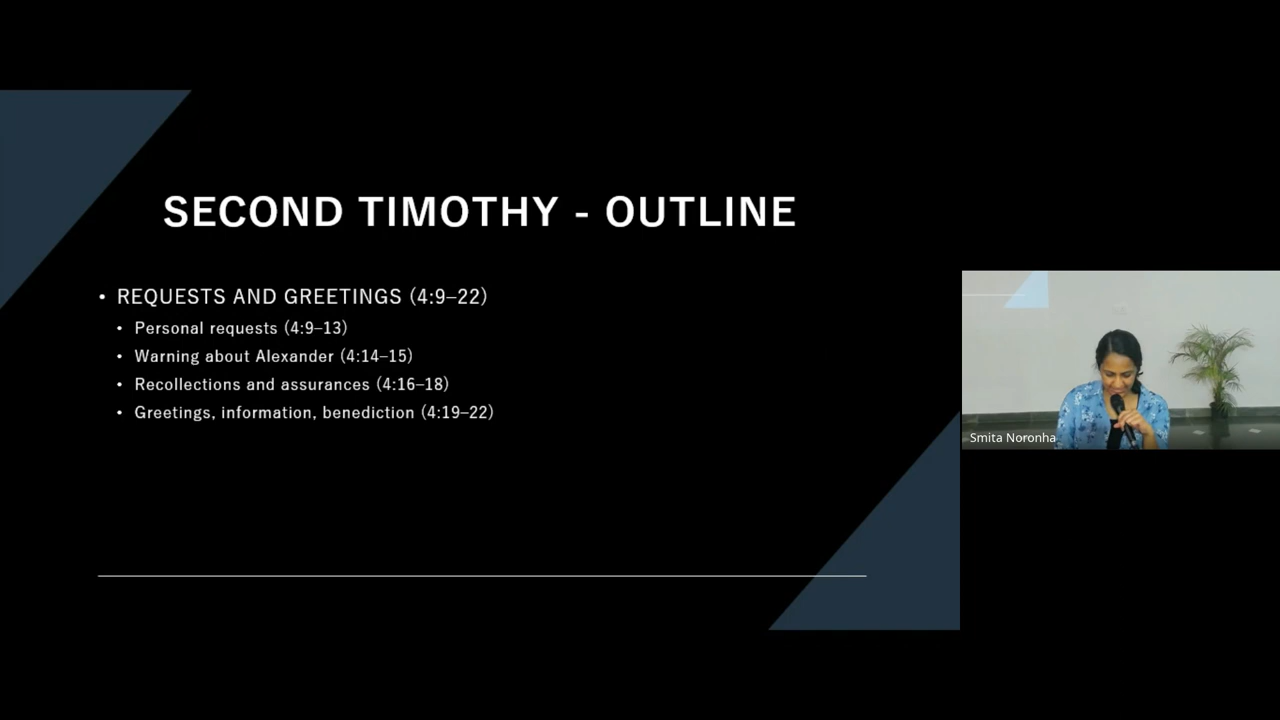 SECOND TIMOTHY - OUTLINE
• REQUESTS AND GREETINGS (4:9–22)
• Personal requests (4:9–13)
• Warning about Alexander (4:14–15)
• Recollections and assurances (4:16–18)
• Greetings, information, benediction (4:19–22)
Smita Noronha